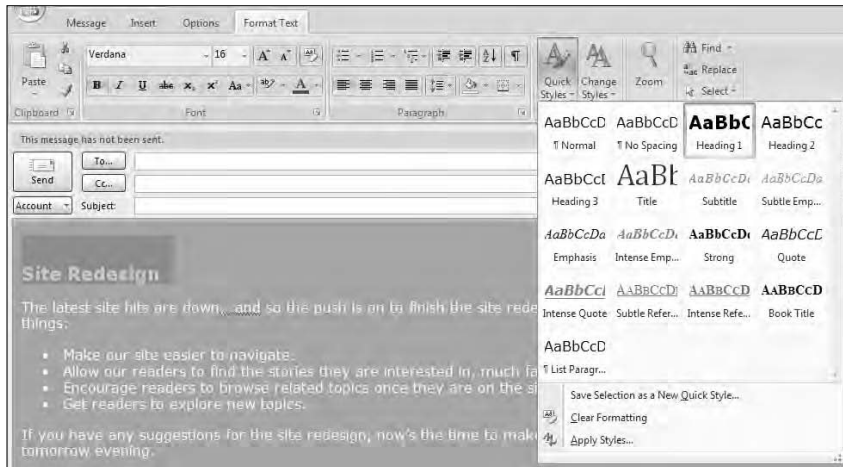 Message Insert Options Format Text
Verdana 16
Paste
Clipboard Font Paragraph
Quick Styles Change Styles Zoom
Find
Replace
Select
This message has not been sent.
Send
To...
Cc...
Account Subject:
Site Redesign
The latest site hits are down, and so the push is on to finish the site rede
things:
• Make our site easier to navigate.
• Allow our readers to find the stories they are interested in, much fa
• Encourage readers to browse related topics once they are on the si
• Get readers to explore new topics.
If you have any suggestions for the site redesign, now's the time to mak
tomorrow evening.
AaBbCcD AaBbCcD AaBbC AaBbCc
¶ Normal ¶ No Spacing Heading 1 Heading 2
AaBbCcI AaBb AaBbCcDc AaBbCcDa
Heading 3 Title Subtitle Subtle Emp...
AaBbCcDa AaBbCcDc AaBbCcDc AaBbCcD
Emphasis Intense Emp... Strong Quote
AaBbCcI AaBbCcD AaBbCcD AaBbCcD
Intense Quote Subtle Refer... Intense Refe... Book Title
AaBbCcD
¶ List Paragr...
Save Selection as a New Quick Style...
Clear Formatting
Apply Styles...